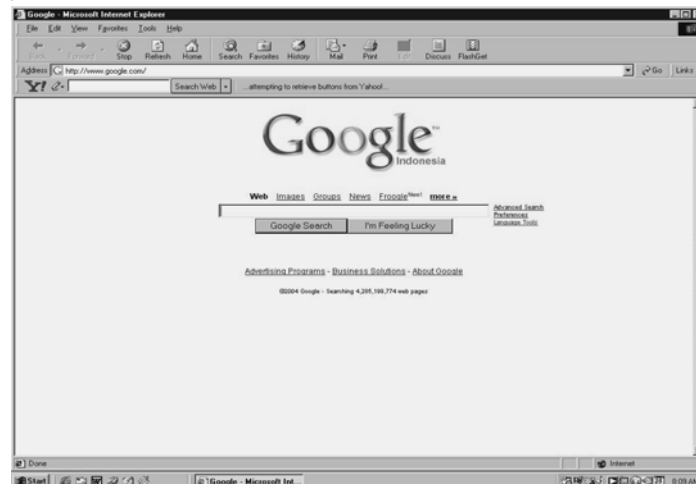 Google - Microsoft Internet Explorer
File Edit View Favorites Tools Help
Back Forward Stop Refresh Home Search Favorites History Mail Print Edit Discuss FlashGet
Address http://www.google.com/ Go Links
Y! Search Web ...attempting to retrieve buttons from Yahoo!...
Google™
Indonesia
Web Images Groups News Froogle New! more »
Advanced Search
Preferences
Language Tools
Google Search I'm Feeling Lucky
Advertising Programs - Business Solutions - About Google
©2004 Google - Searching 4,285,199,774 web pages
Done Internet
Start Google - Microsoft Int...